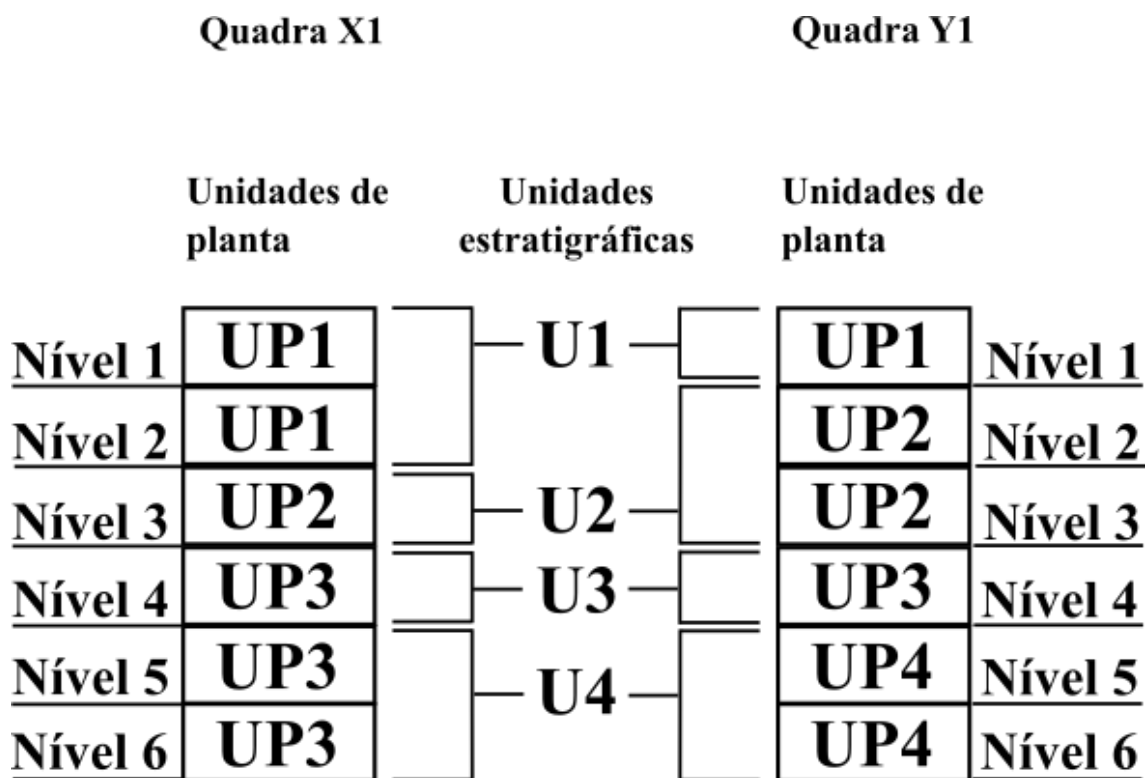 Quadra X1 Quadra Y1
Unidades de Unidades Unidades de
planta estratigráficas planta
Nível 1 UP1 U1 UP1 Nível 1
Nível 2 UP1 UP2 Nível 2
Nível 3 UP2 U2 UP2 Nível 3
Nível 4 UP3 U3 UP3 Nível 4
Nível 5 UP3 U4 UP4 Nível 5
Nível 6 UP3 UP4 Nível 6